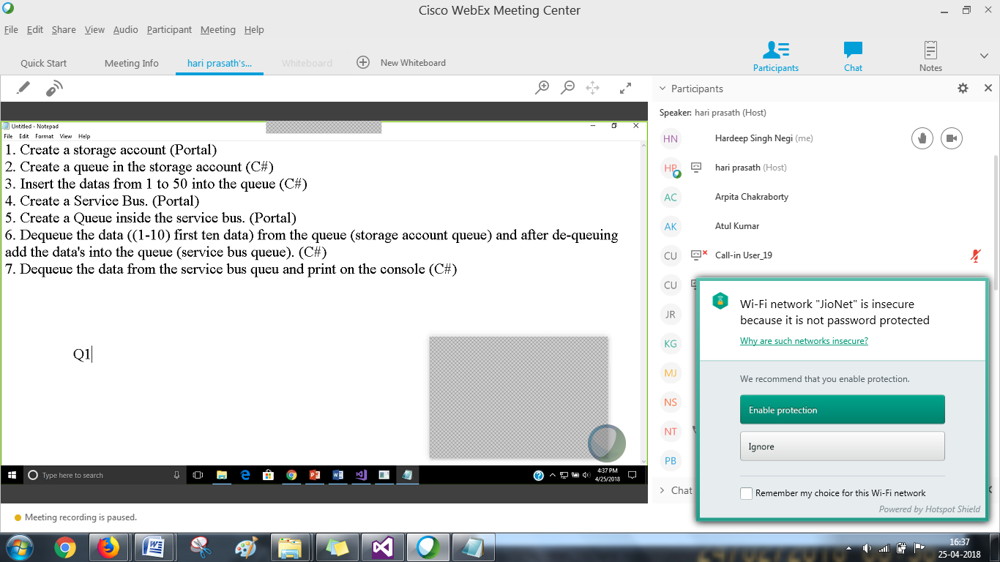 Cisco WebEx Meeting Center
File Edit Share View Audio Participant Meeting Help
Quick Start Meeting Info hari prasath's... Whiteboard New Whiteboard
Participants Chat Notes
Participants
Speaker: hari prasath (Host)
HN Hardeep Singh Negi (me)
HP hari prasath (Host)
AC Arpita Chakraborty
AK Atul Kumar
CU Call-in User_19
CU
JR
KG
MJ
NS
NT
PB
Chat
Untitled - Notepad
File Edit Format View Help
1. Create a storage account (Portal)
2. Create a queue in the storage account (C#)
3. Insert the datas from 1 to 50 into the queue (C#)
4. Create a Service Bus. (Portal)
5. Create a Queue inside the service bus. (Portal)
6. Dequeue the data ((1-10) first ten data) from the queue (storage account queue) and after de-queuing
add the data's into the queue (service bus queue). (C#)
7. Dequeue the data from the service bus queu and print on the console (C#)
Q1
Type here to search
4:37 PM
4/25/2018
Wi-Fi network "JioNet" is insecure
because it is not password protected
Why are such networks insecure?
We recommend that you enable protection.
Enable protection
Ignore
Remember my choice for this Wi-Fi network
Powered by Hotspot Shield
Meeting recording is paused.
16:37
25-04-2018